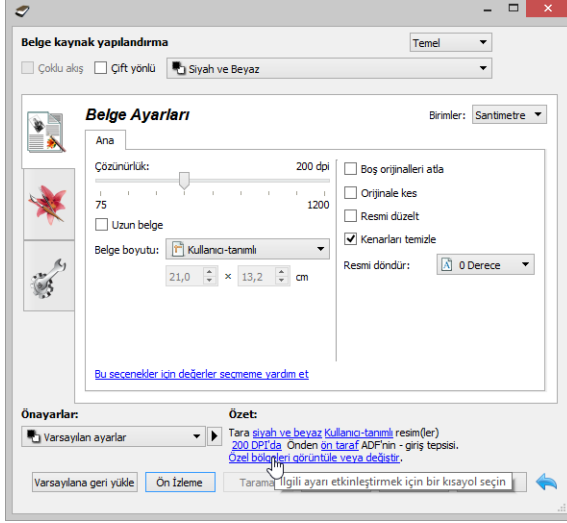 Belge kaynak yapılandırma
Temel
Çoklu akış
Çift yönlü
Siyah ve Beyaz
Belge Ayarları
Birimler: Santimetre
Ana
Çözünürlük: 200 dpi
75 1200
Uzun belge
Belge boyutu: Kullanıcı-tanımlı
21,0 × 13,2 cm
Boş orijinalleri atla
Orijinale kes
Resmi düzelt
Kenarları temizle
Resmi döndür: 0 Derece
Bu seçenekler için değerler seçmeme yardım et
Önayarlar:
Varsayılan ayarlar
Özet:
Tara siyah ve beyaz Kullanıcı-tanımlı resim(ler)
200 DPI'da Önden ön taraf ADF'nin - giriş tepsisi.
Özel bölgeleri görüntüle veya değiştir.
Varsayılana geri yükle
Ön İzleme
Tarama
İlgili ayarı etkinleştirmek için bir kısayol seçin